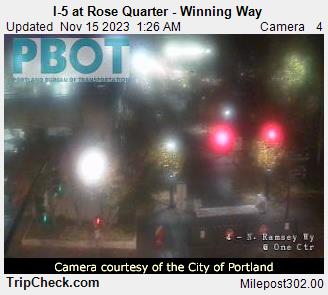 I-5 at Rose Quarter - Winning Way
Updated Nov 15 2023 1:26 AM Camera 4
PBOT
PORTLAND BUREAU OF TRANSPORTATION
4 - N. Ramsey Wy
@ One Ctr
Camera courtesy of the City of Portland
TripCheck.com Milepost302.00